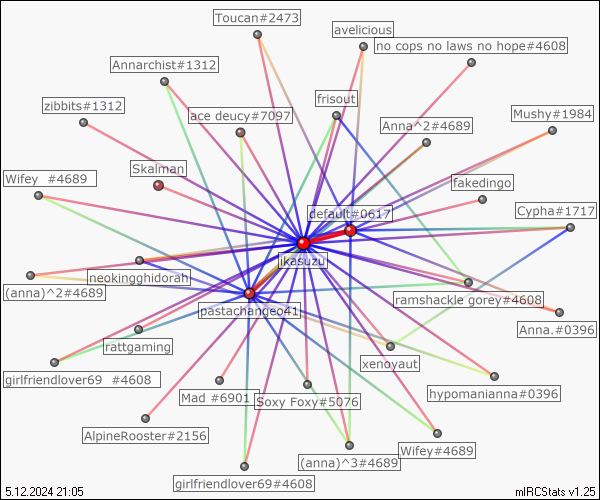 Toucan#2473
avelicious
no cops no laws no hope#4608
Annarchist#1312
frisout
zibbits#1312
ace deucy#7097
Mushy#1984
Anna^2#4689
Skalman
Wifey  #4689
fakedingo
default#0617
Cypha#1717
jkasuzu
neokingghidorah
(anna)^2#4689
ramshackle gorey#4608
pastachangeo41
Anna.#0396
rattgaming
xenoyaut
girlfriendlover69  #4608
hypomanianna#0396
Mad #6901
Soxy Foxy#5076
AlpineRooster#2156
Wifey#4689
(anna)^3#4689
girlfriendlover69#4608
5.12.2024 21:05
mIRCStats v1.25